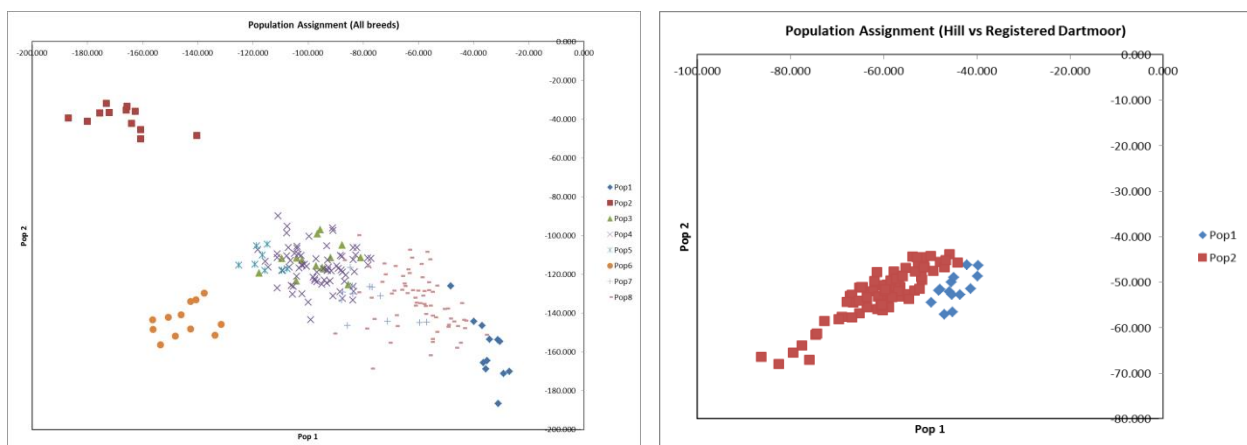 Population Assignment (All breeds)
0.000
-200.000 -180.000 -160.000 -140.000 -120.000 -100.000 -80.000 -60.000 -40.000 -20.000 0.000
-20.000
-40.000
-60.000
-80.000
-100.000
-120.000
-140.000
-160.000
-180.000
-200.000
Pop 2
Pop 1
Pop1
Pop2
Pop3
Pop4
Pop5
Pop6
Pop7
Pop8
Population Assignment (Hill vs Registered Dartmoor)
0.000
-100.000 -80.000 -60.000 -40.000 -20.000 0.000
-10.000
-20.000
-30.000
-40.000
-50.000
-60.000
-70.000
-80.000
Pop 2
Pop 1
Pop1
Pop2